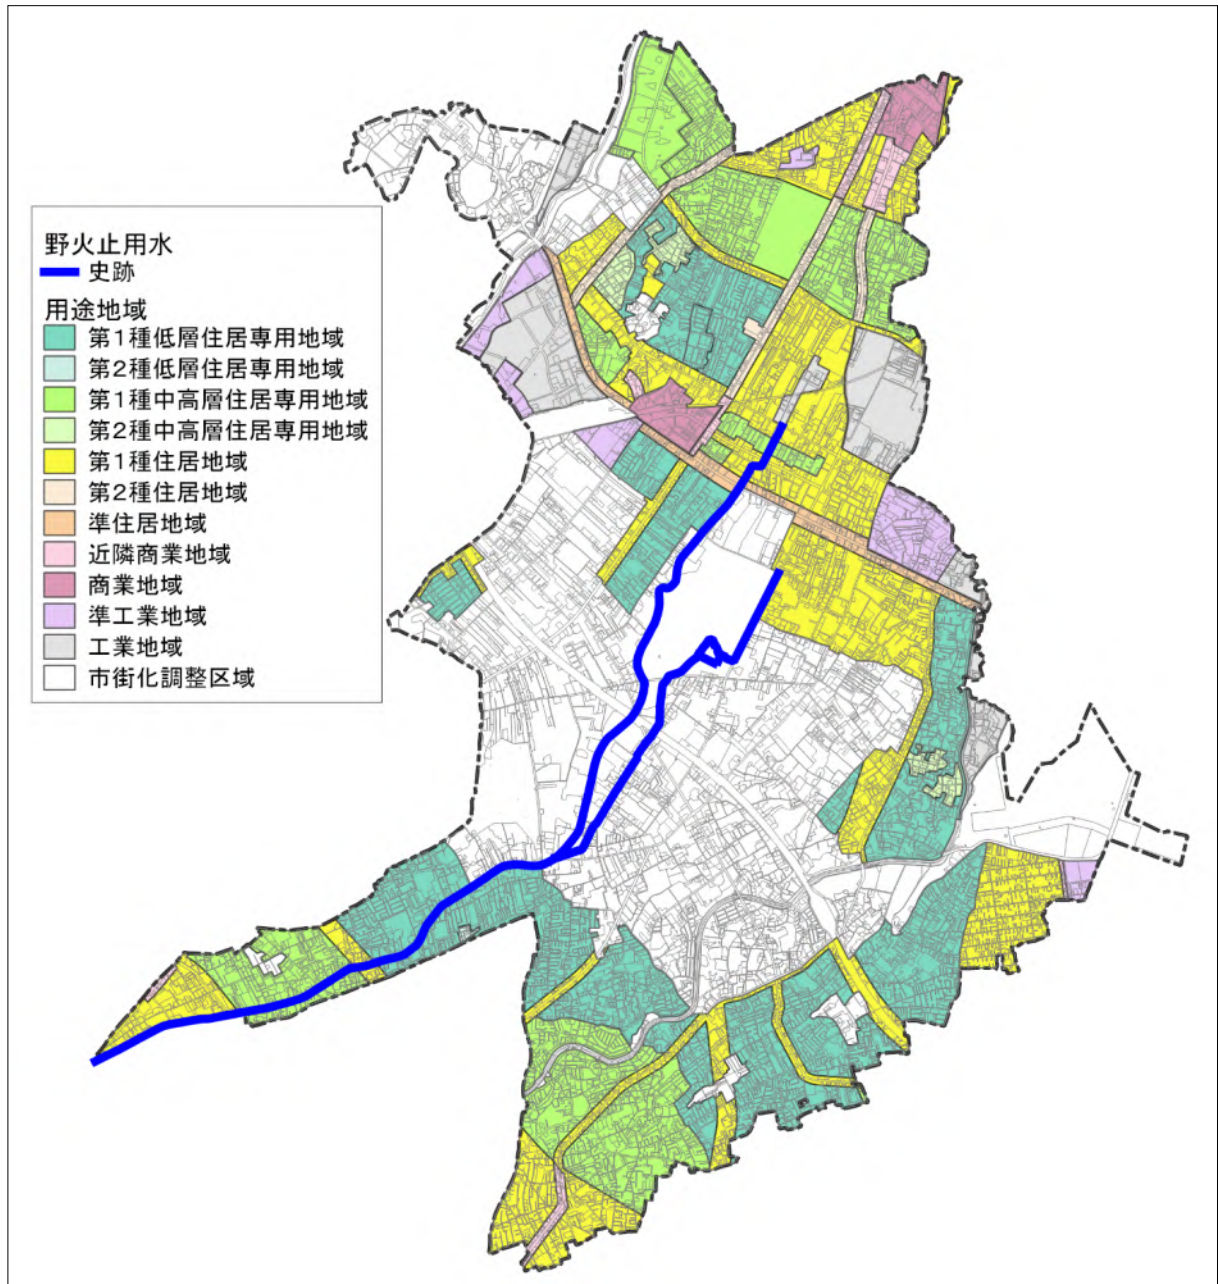 野火止用水
史跡
用途地域
第1種低層住居専用地域
第2種低層住居専用地域
第1種中高層住居専用地域
第2種中高層住居専用地域
第1種住居地域
第2種住居地域
準住居地域
近隣商業地域
商業地域
準工業地域
工業地域
市街化調整区域